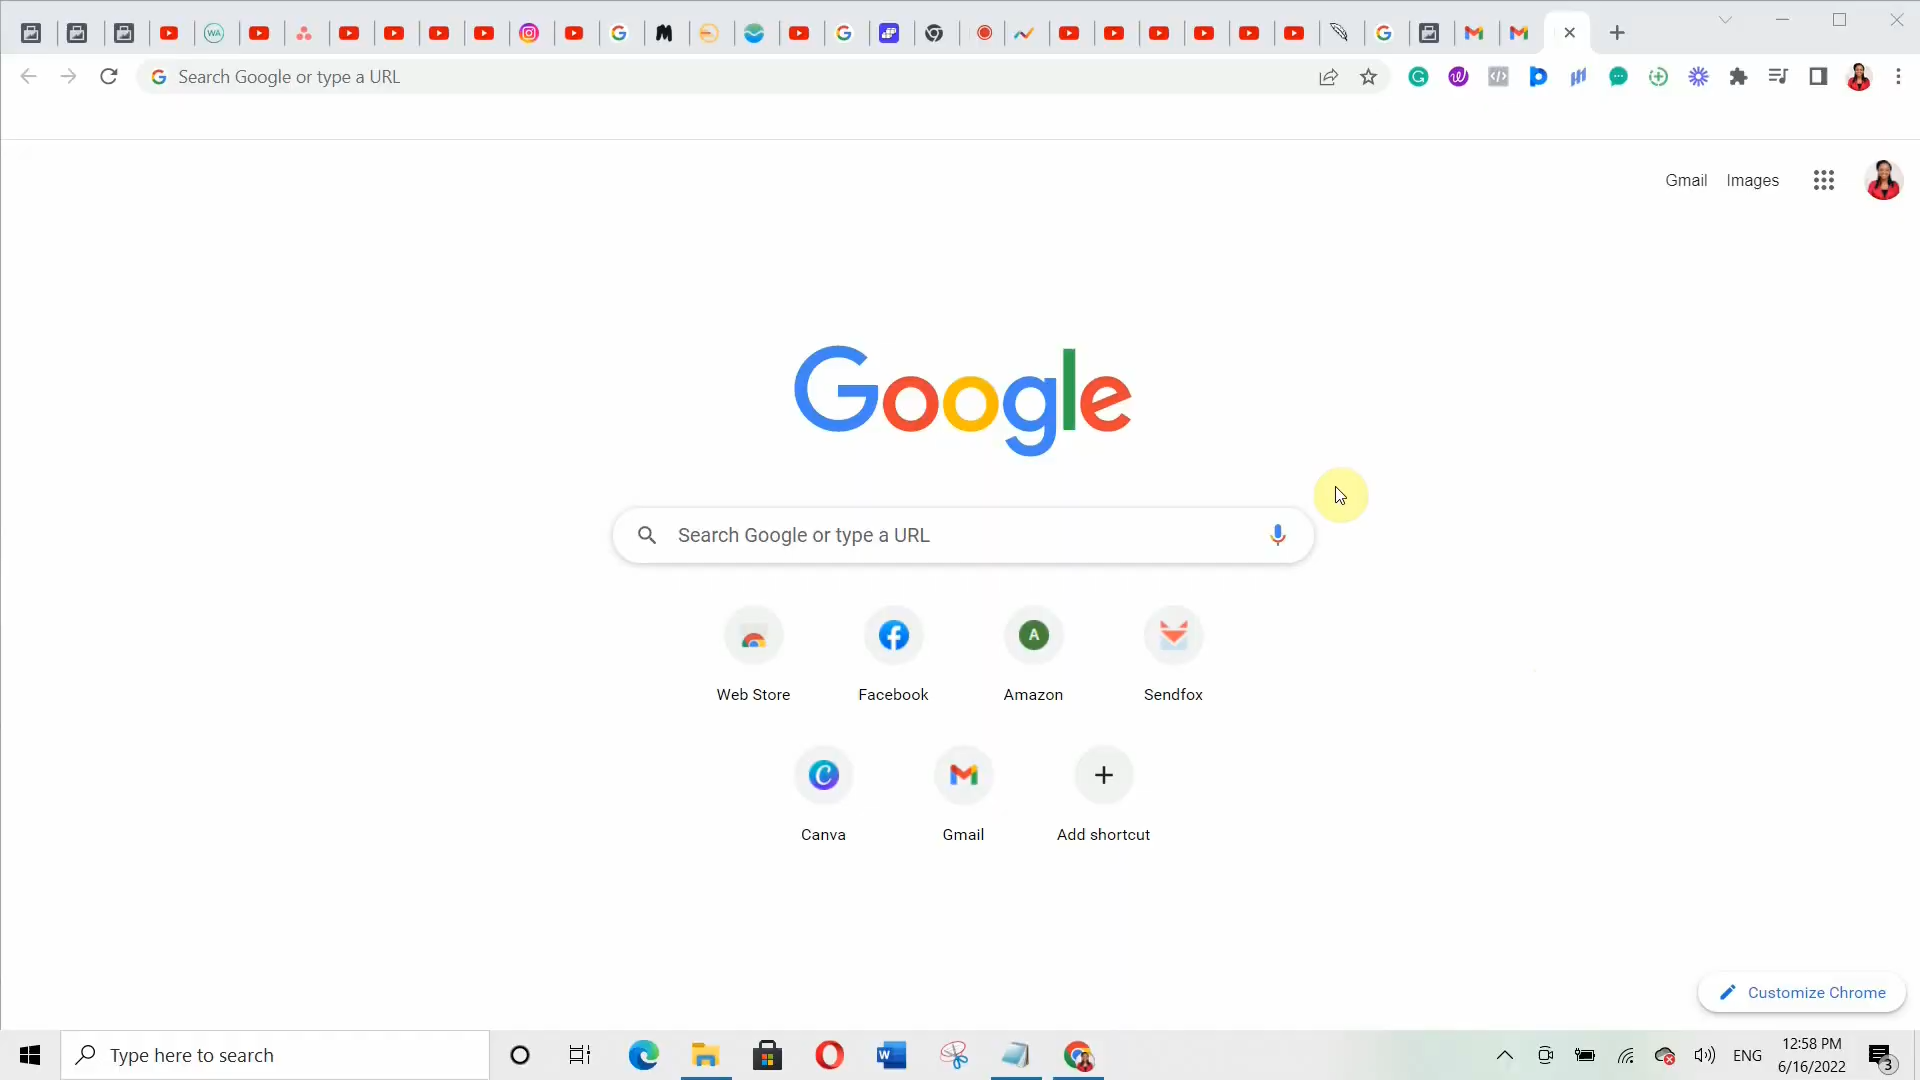 Search Google or type a URL
Gmail
Images
Google
Search Google or type a URL
Web Store
Facebook
A
Amazon
Sendfox
Canva
Gmail
Add shortcut
Customize Chrome
Type here to search
ENG
12:58 PM
6/16/2022
3